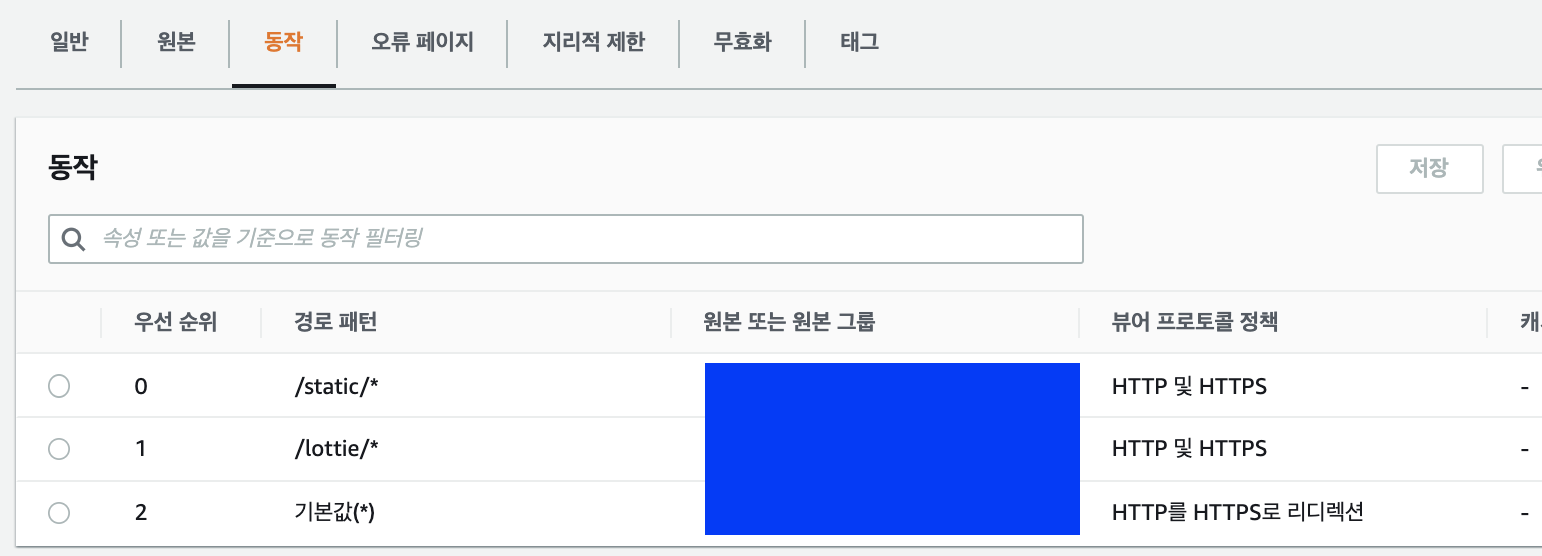 일반 원본 동작 오류 페이지 지리적 제한 무효화 태그
동작
저장
속성 또는 값을 기준으로 동작 필터링
우선 순위 경로 패턴 원본 또는 원본 그룹 뷰어 프로토콜 정책
0 /static/* HTTP 및 HTTPS -
1 /lottie/* HTTP 및 HTTPS -
2 기본값(*) HTTP를 HTTPS로 리디렉션 -